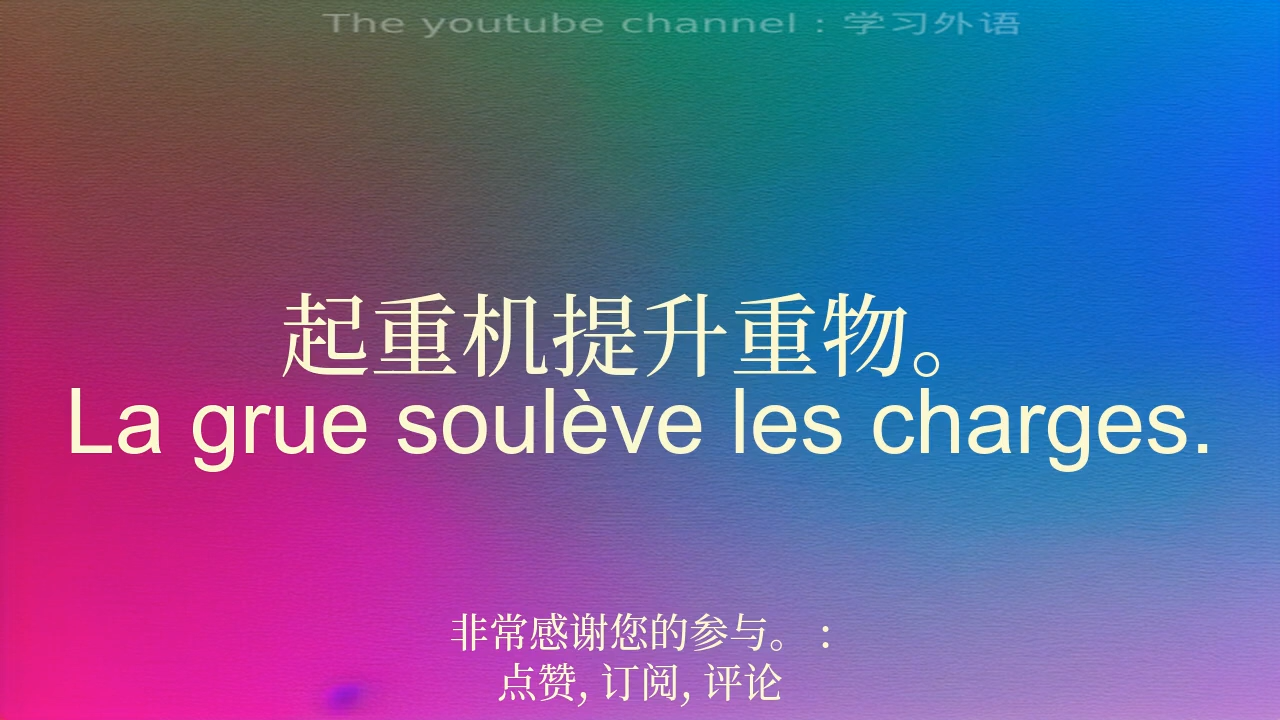 The youtube channel : 学习外语
起重机提升重物。
La grue soulève les charges.
非常感谢您的参与。 :
点赞, 订阅, 评论